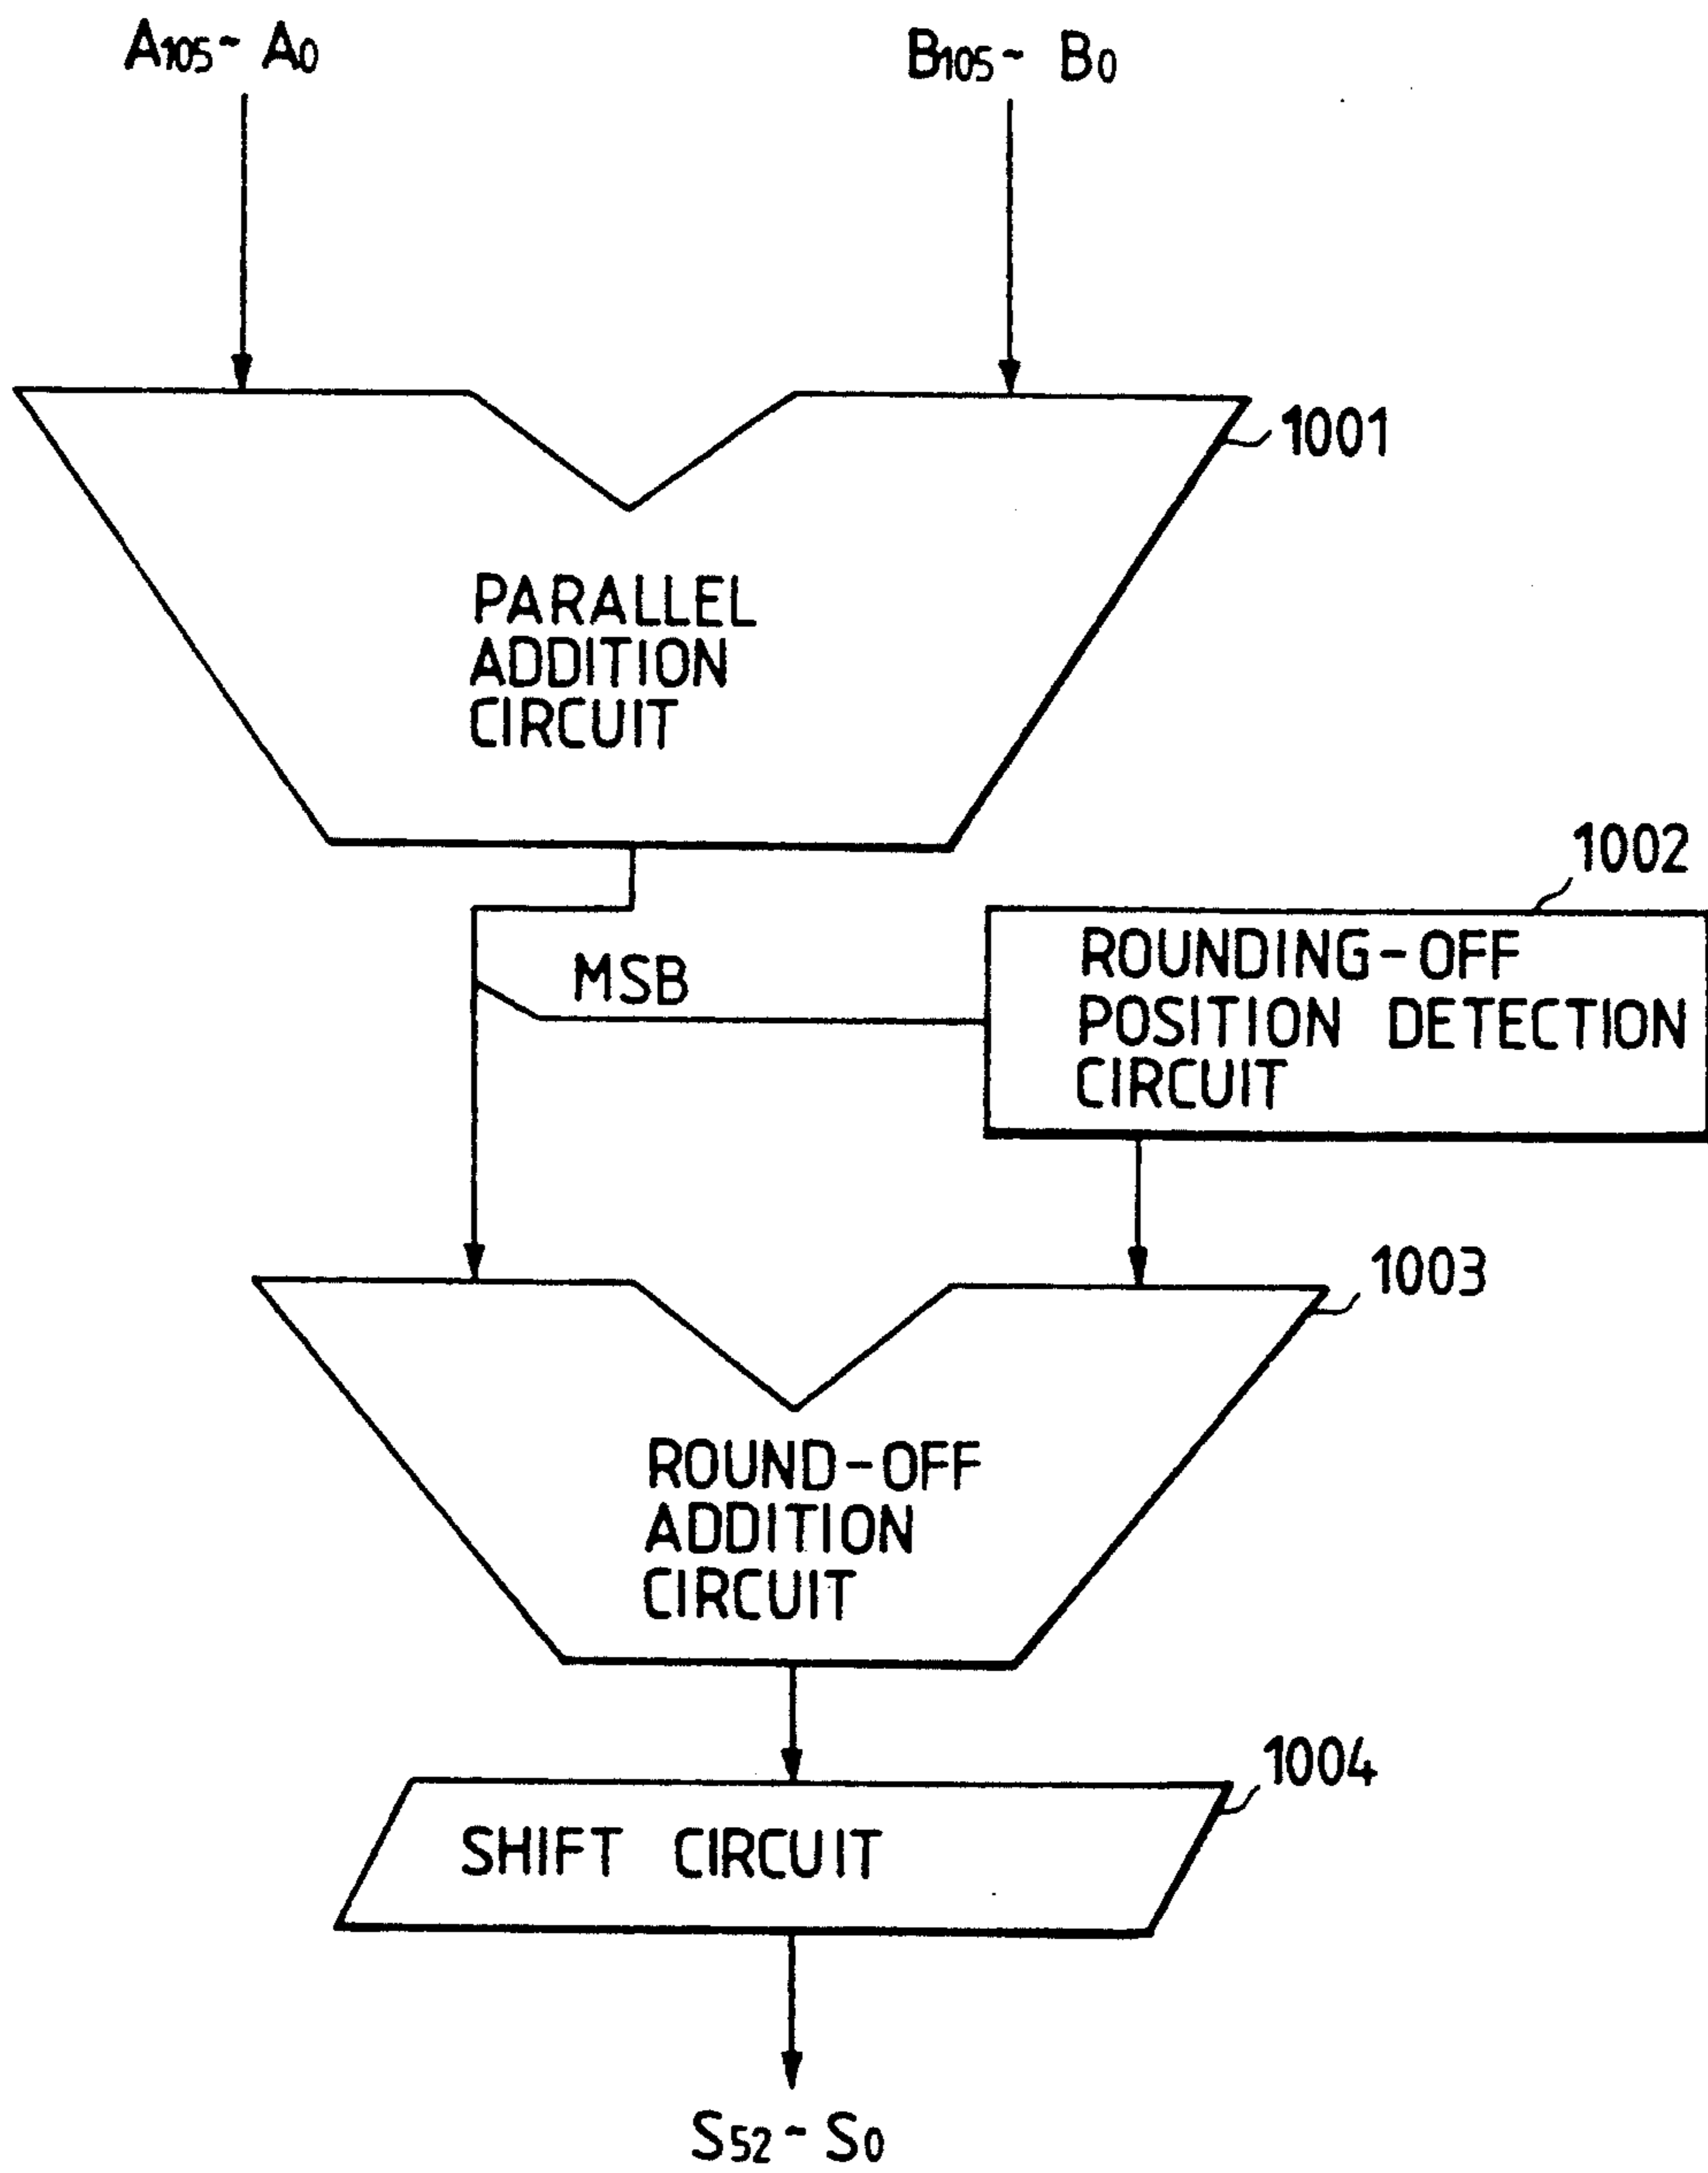 A105~ A0
B105~ B0
1001
PARALLEL
ADDITION
CIRCUIT
1002
MSB
ROUNDING-OFF
POSITION DETECTION
CIRCUIT
1003
ROUND-OFF
ADDITION
CIRCUIT
1004
SHIFT CIRCUIT
S52~S0